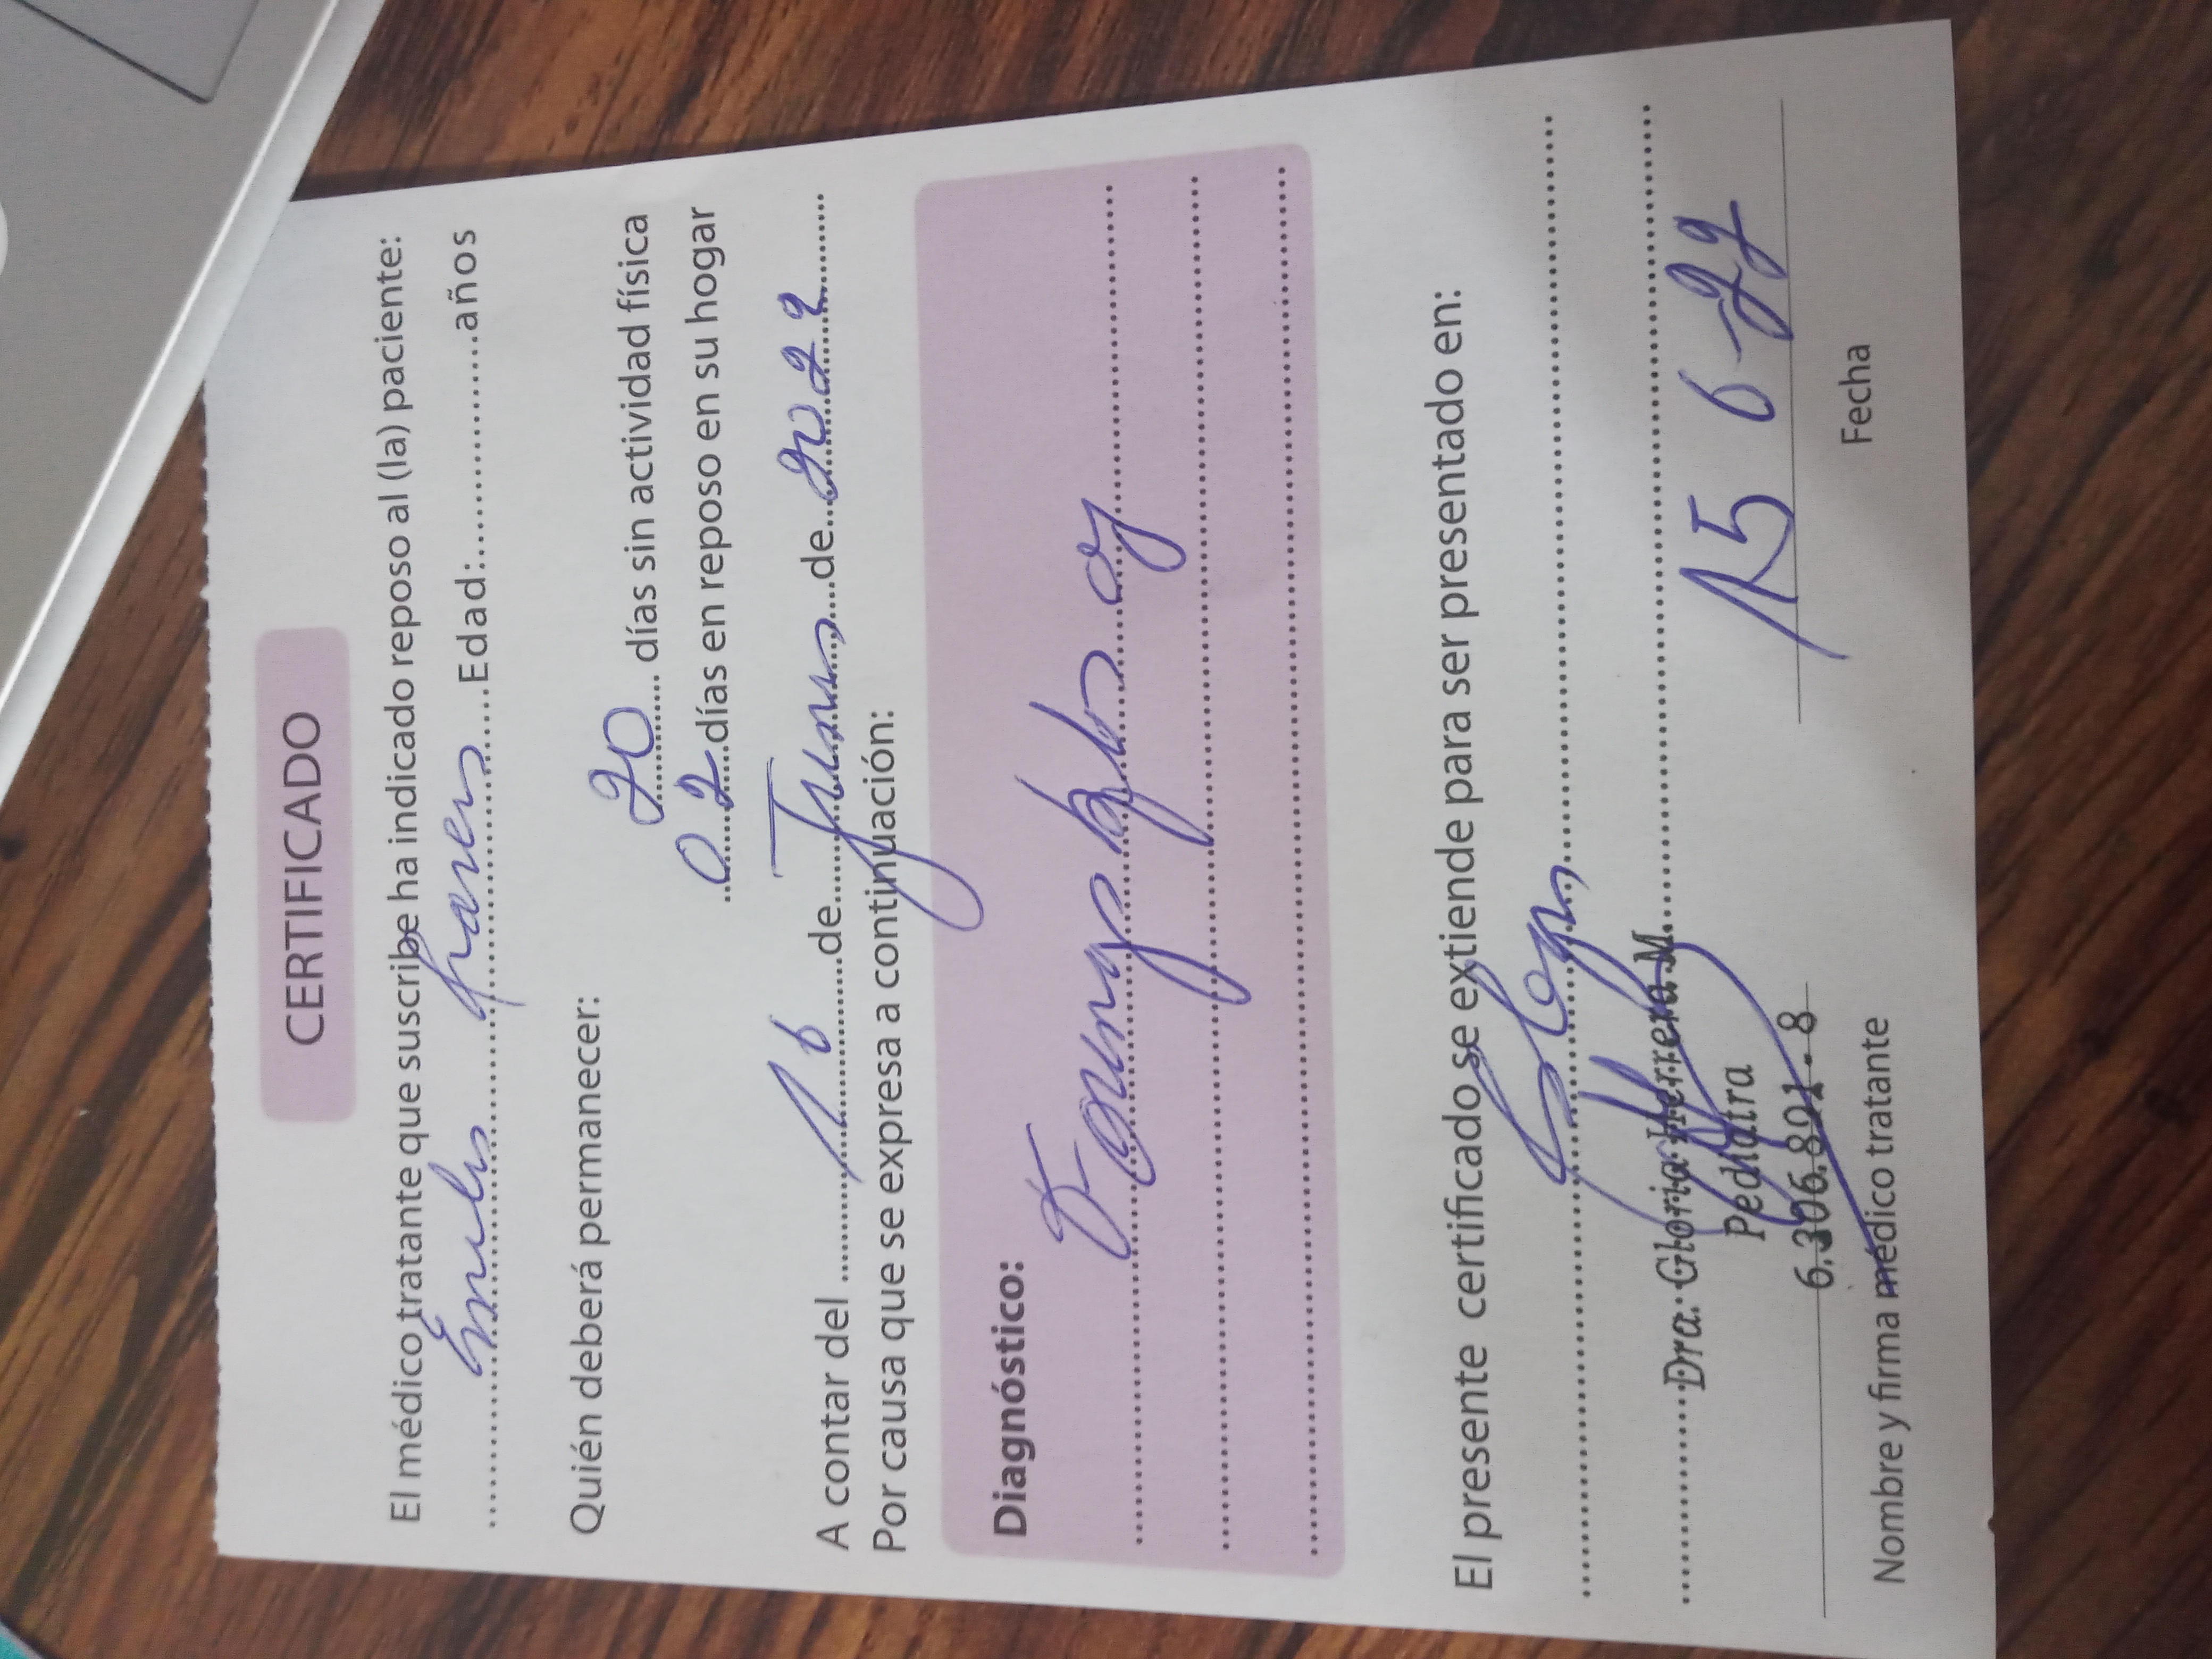 CERTIFICADO
El médico tratante que suscribe ha indicado reposo al (la) paciente:
Edad:..............años
Quién deberá permanecer:
20 días sin actividad física
02 días en reposo en su hogar
A contar del 16 de Junio de 2022
Por causa que se expresa a continuación:
Diagnóstico:
El presente certificado se extiende para ser presentado en:
Dra. Gloria Herrera M.
Pediatra
6.306.821-8
15 6-22
Nombre y firma médico tratante
Fecha